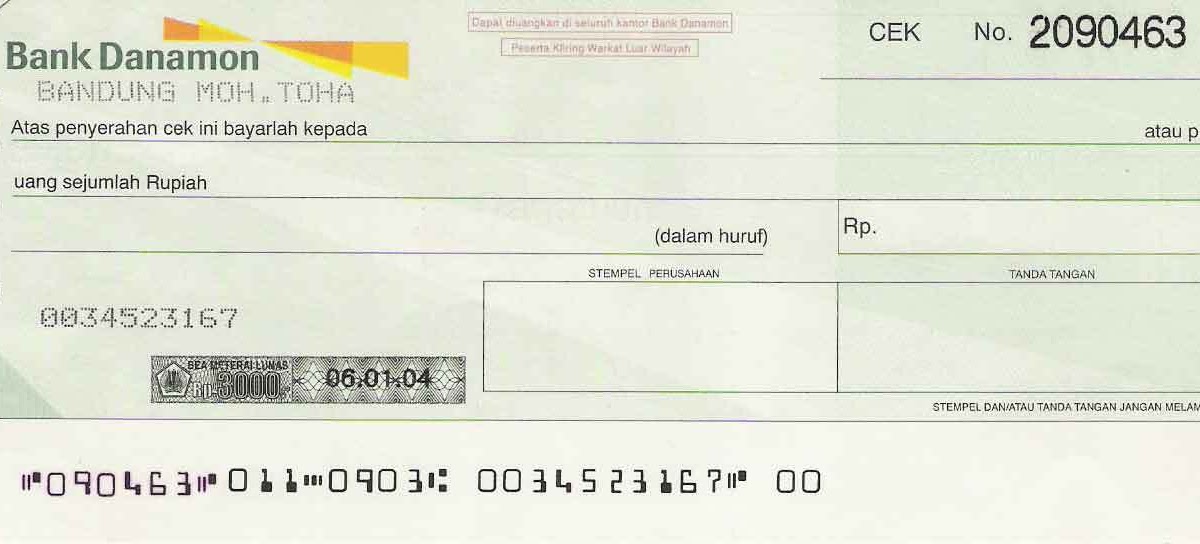 Dapat diuangkan di seluruh kantor Bank Danamon
Peserta Kliring Warkat Luar Wilayah
CEK No. 2090463
Bank Danamon
BANDUNG MOH.TOHA
Atas penyerahan cek ini bayarlah kepada
atau p
uang sejumlah Rupiah
(dalam huruf)
Rp.
STEMPEL PERUSAHAAN
TANDA TANGAN
0034523167
BEA METERAI LUNAS
RP. 3000
06.01.04
STEMPEL DAN/ATAU TANDA TANGAN JANGAN MELAM
⑈090463⑈ 011⑉0903⑆ 0034523167⑈ 00